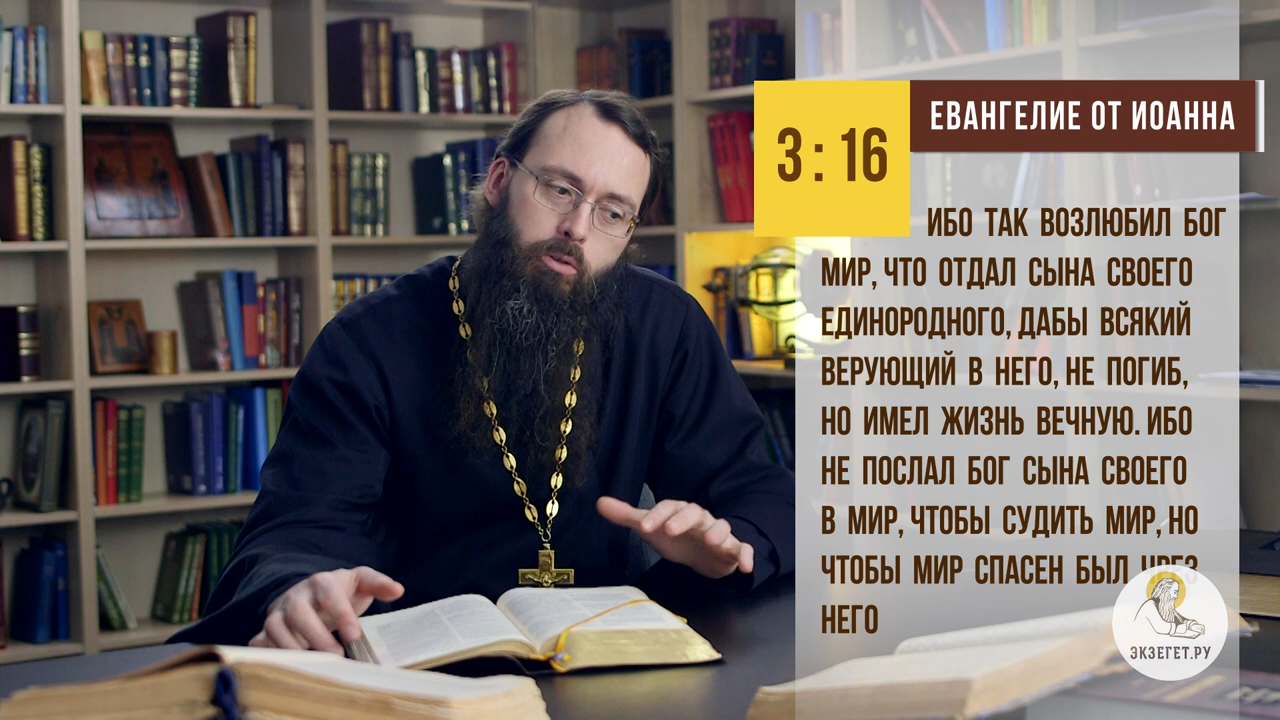 3 : 16
ЕВАНГЕЛИЕ ОТ ИОАННА
ИБО ТАК ВОЗЛЮБИЛ БОГ
МИР, ЧТО ОТДАЛ СЫНА СВОЕГО
ЕДИНОРОДНОГО, ДАБЫ ВСЯКИЙ
ВЕРУЮЩИЙ В НЕГО, НЕ ПОГИБ,
НО ИМЕЛ ЖИЗНЬ ВЕЧНУЮ. ИБО
НЕ ПОСЛАЛ БОГ СЫНА СВОЕГО
В МИР, ЧТОБЫ СУДИТЬ МИР, НО
ЧТОБЫ МИР СПАСЕН БЫЛ ЧРЕЗ
НЕГО
ЭКЗЕГЕТ.РУ